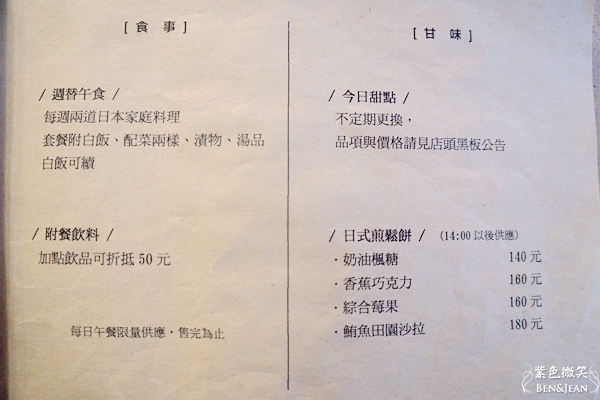 [ 食 事 ]
/ 週替午食 /
每週兩道日本家庭料理
套餐附白飯、配菜兩樣、漬物、湯品
白飯可續
/ 附餐飲料 /
加點飲品可折抵 50 元
每日午餐限量供應，售完為止
[ 甘 味 ]
/ 今日甜點 /
不定期更換，
品項與價格請見店頭黑板公告
/ 日式煎鬆餅 / (14:00 以後供應)
·奶油楓糖 140 元
·香蕉巧克力 160 元
·綜合莓果 160 元
·鮪魚田園沙拉 180 元
紫色微笑
BEN&JEAN